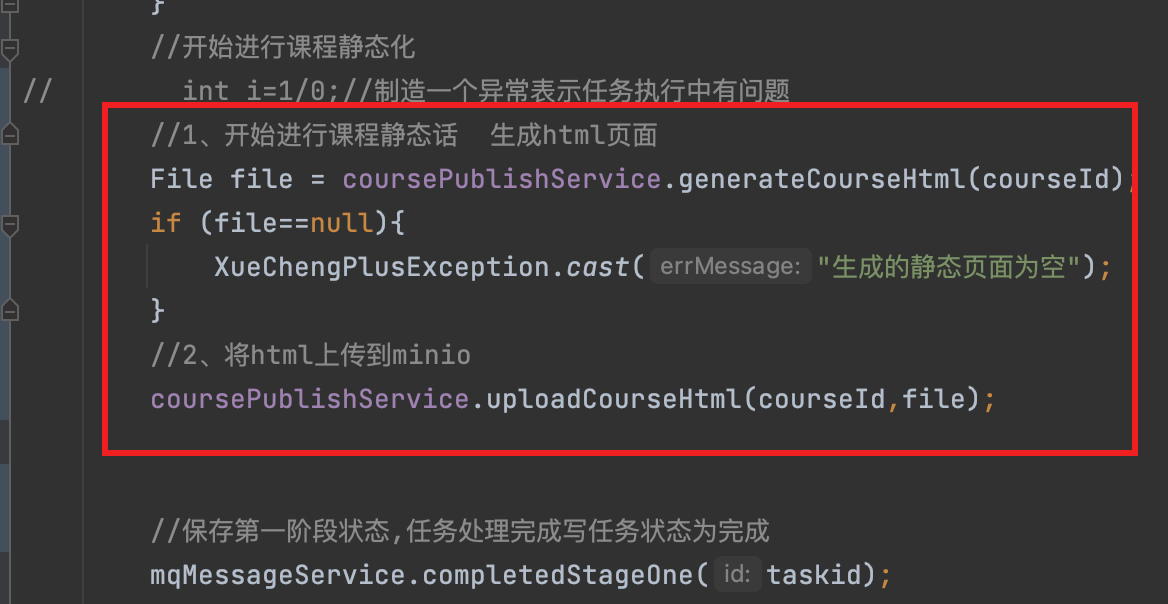 }
//开始进行课程静态化
// int i=1/0;//制造一个异常表示任务执行中有问题
//1、开始进行课程静态话  生成html页面
File file = coursePublishService.generateCourseHtml(courseId);
if (file==null){
XueChengPlusException.cast( errMessage: "生成的静态页面为空");
}
//2、将html上传到minio
coursePublishService.uploadCourseHtml(courseId,file);
//保存第一阶段状态,任务处理完成写任务状态为完成
mqMessageService.completedStageOne( id: taskid);